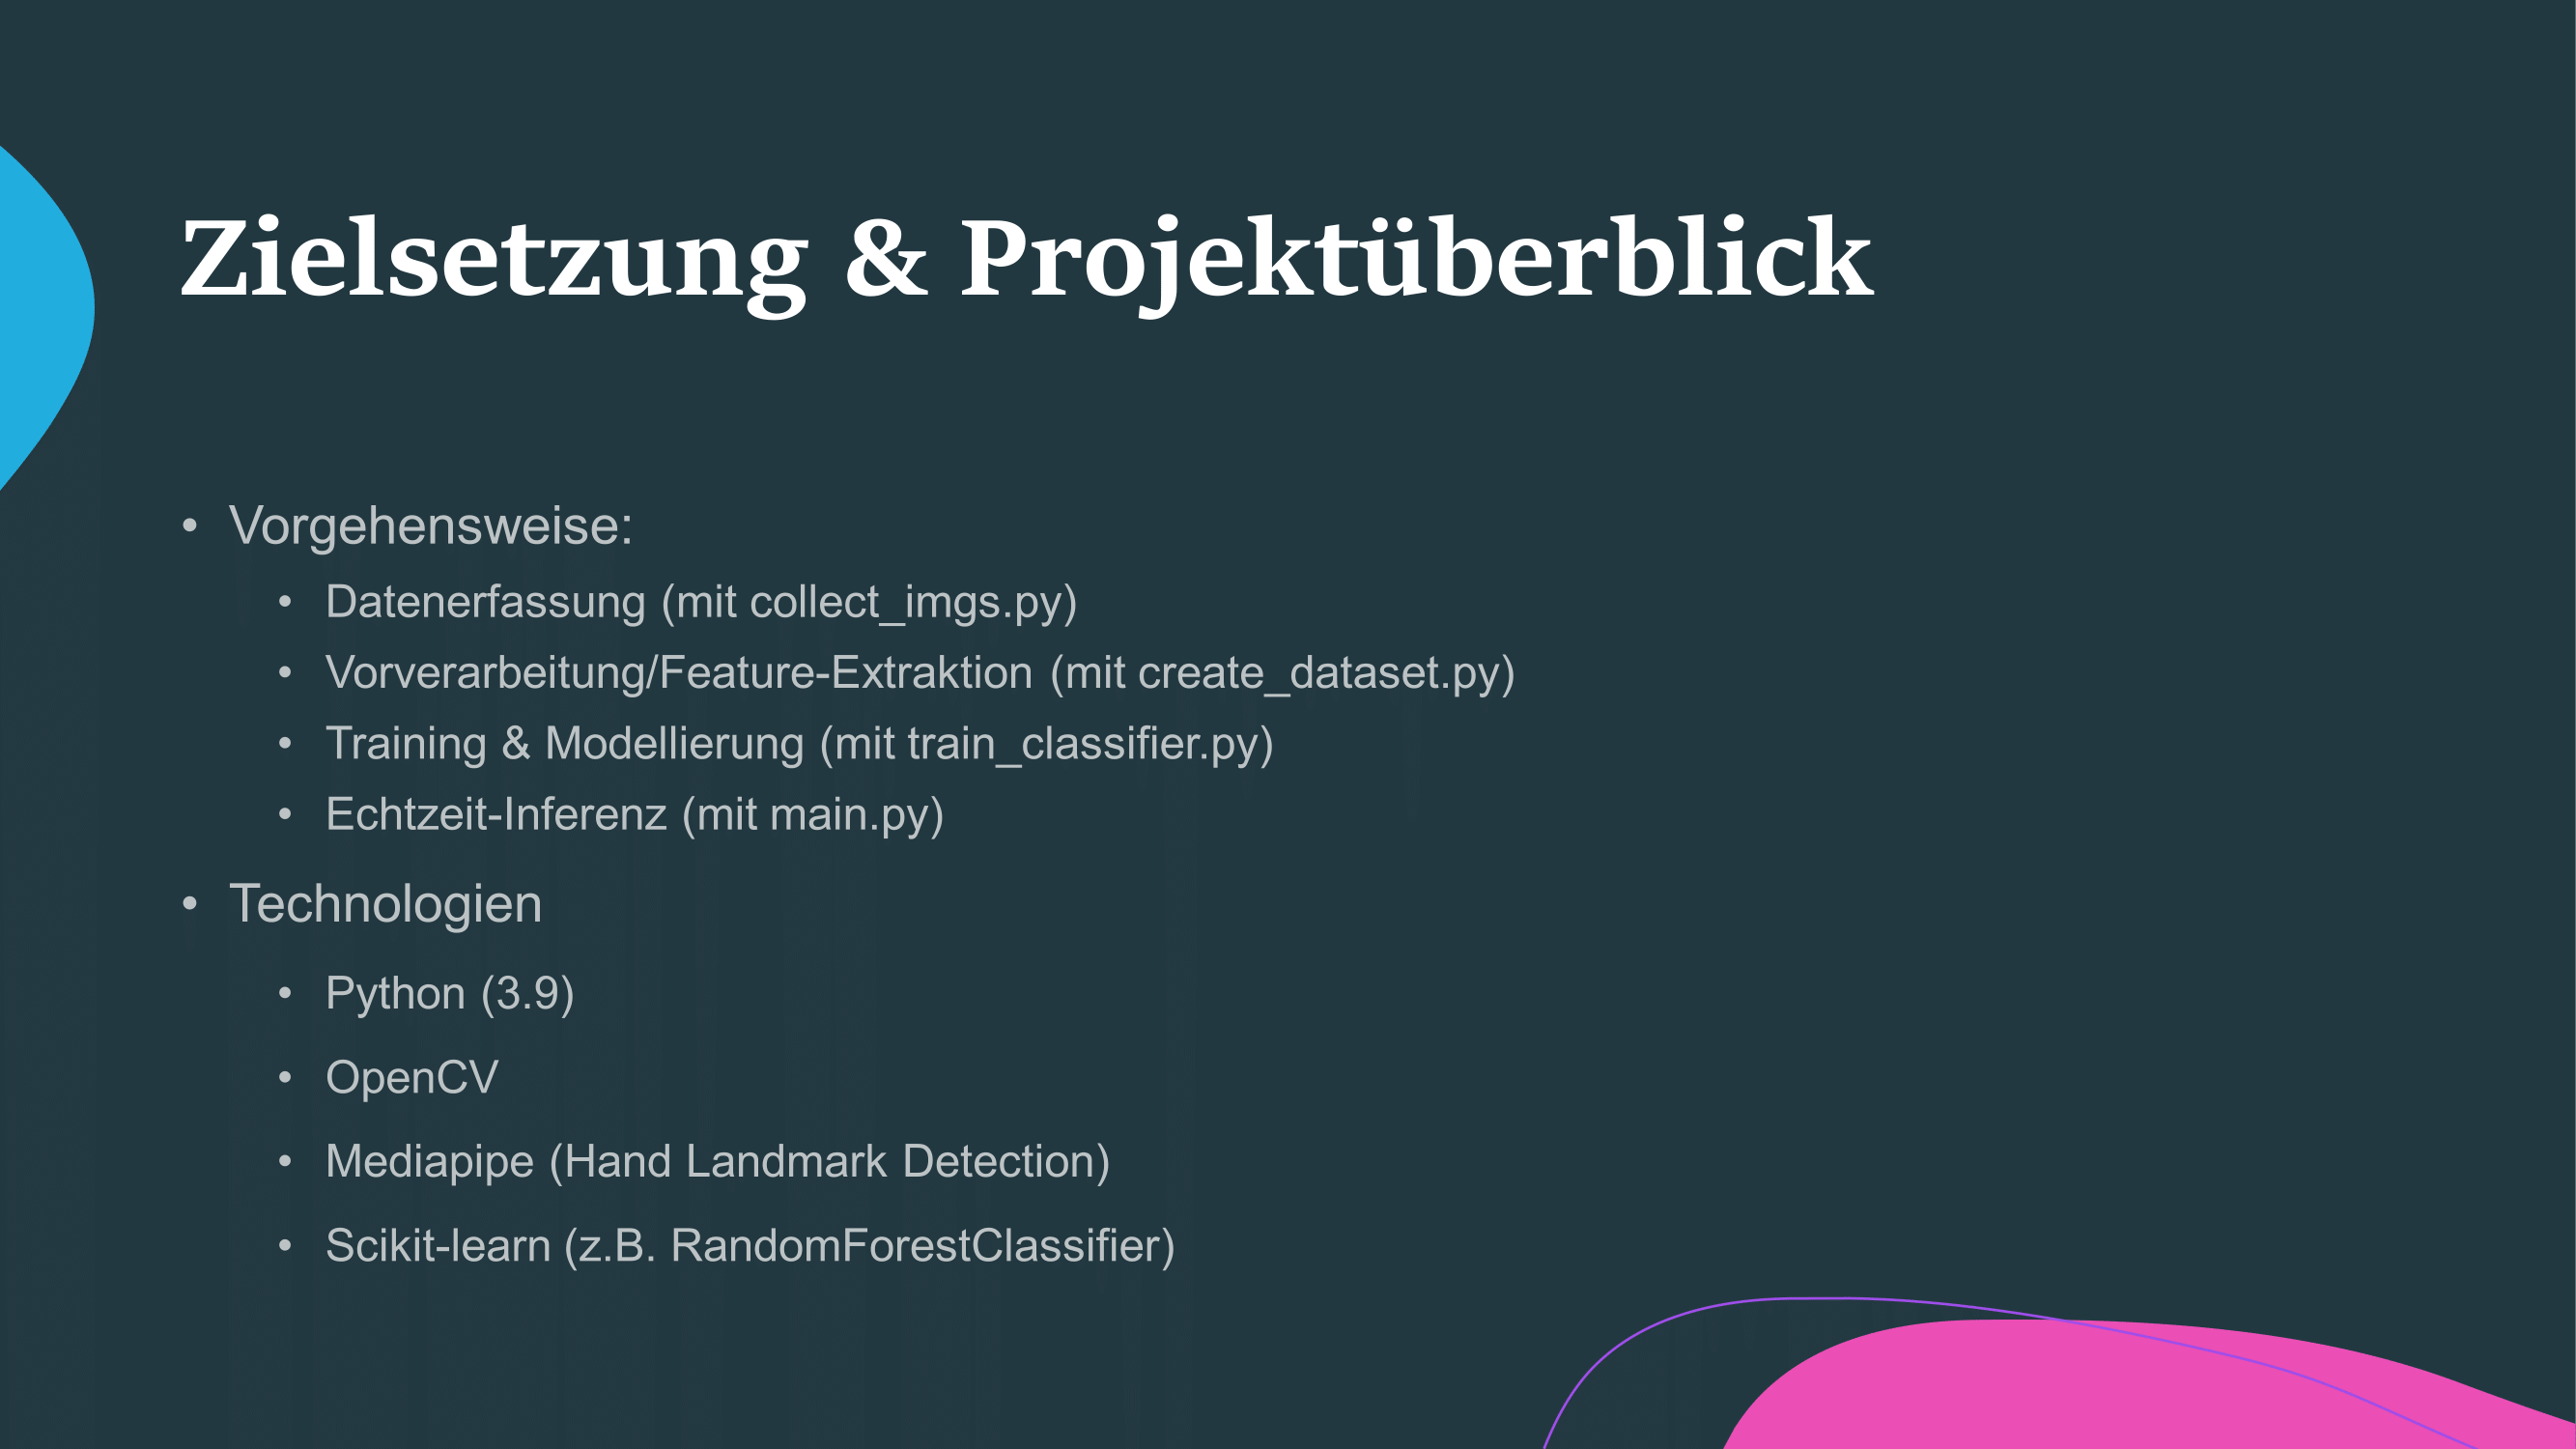 Zielsetzung & Projektüberblick
• Vorgehensweise:
• Datenerfassung (mit collect_imgs.py)
• Vorverarbeitung/Feature-Extraktion (mit create_dataset.py)
• Training & Modellierung (mit train_classifier.py)
• Echtzeit-Inferenz (mit main.py)
• Technologien
• Python (3.9)
• OpenCV
• Mediapipe (Hand Landmark Detection)
• Scikit-learn (z.B. RandomForestClassifier)